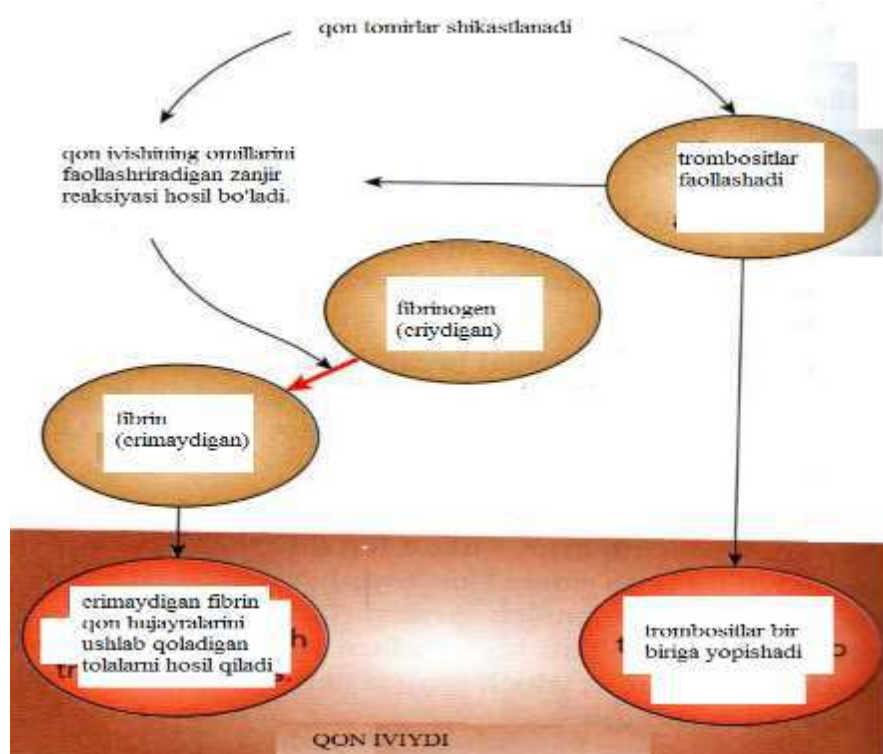 qon tomirlar shikastlanadi
qon ivishining omillarini
faollashriradigan zanjir
reaksiyasi hosil bo'ladi.
trombositlar
faollashadi
fibrinogen
(eriydigan)
fibrin
(erimaydigan)
erimaydigan fibrin
qon hujayralarini
ushlab qoladigan
tolalarni hosil qiladi
trombositlar bir
biriga yopishadi
QON IVIYDI